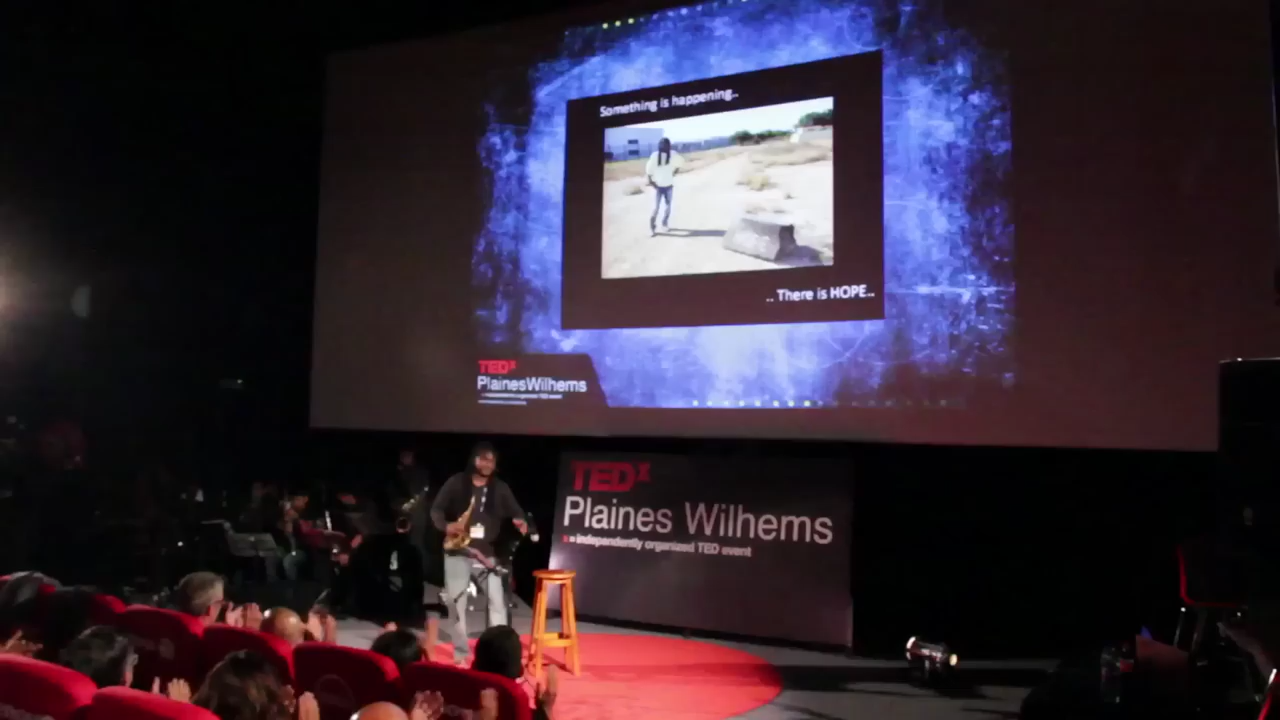 Something is happening..
.. There is HOPE..
TEDx
PlainesWilhems
TEDx
Plaines Wilhems
x = independently organized TED event